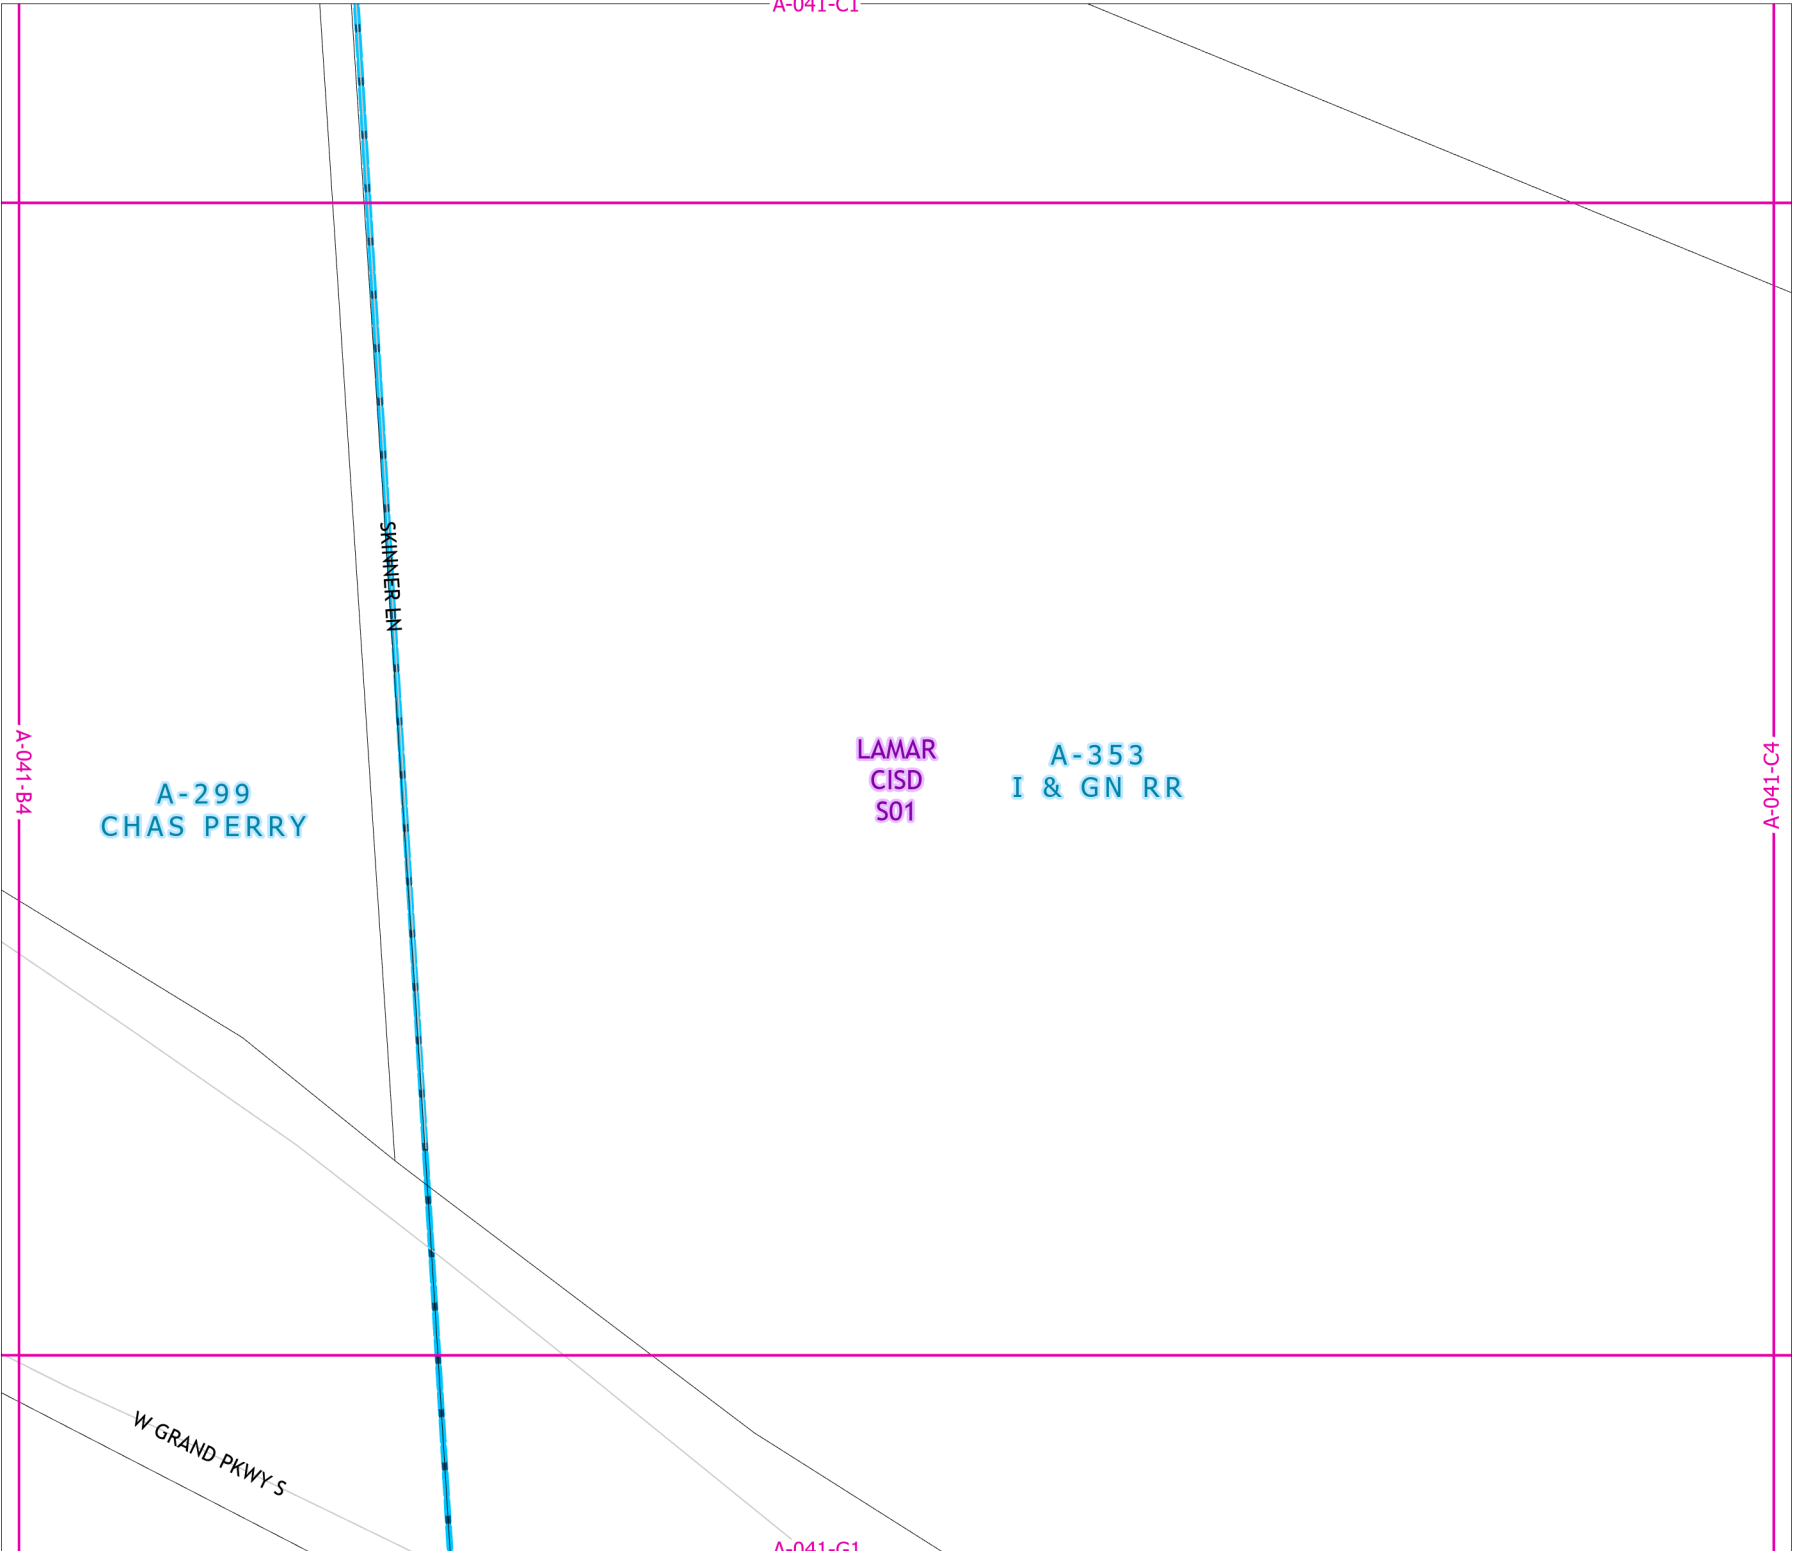 A-041-C1
SKINNER LN
A-041-B4
LAMAR
CISD
S01
A-353
I & GN RR
A-041-C4
A-299
CHAS PERRY
W GRAND PKWY S
A-041-G1